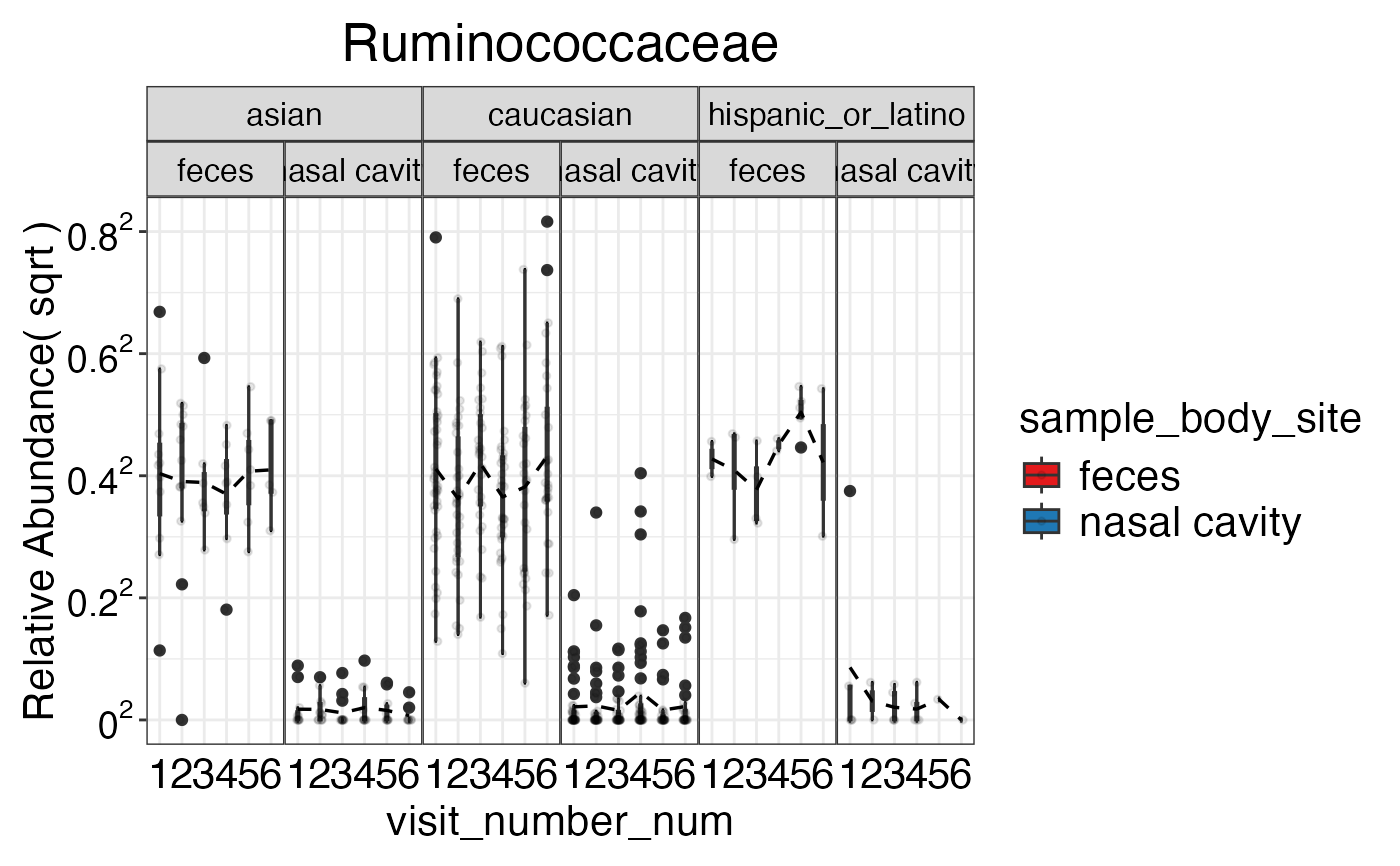 Ruminococcaceae
asian caucasian hispanic_or_latino
feces asal cavit feces asal cavit feces asal cavit
Relative Abundance( sqrt )
0.8²
0.6²
0.4²
0.2²
0²
123456 123456 123456 123456 123456 123456
visit_number_num
sample_body_site
feces
nasal cavity